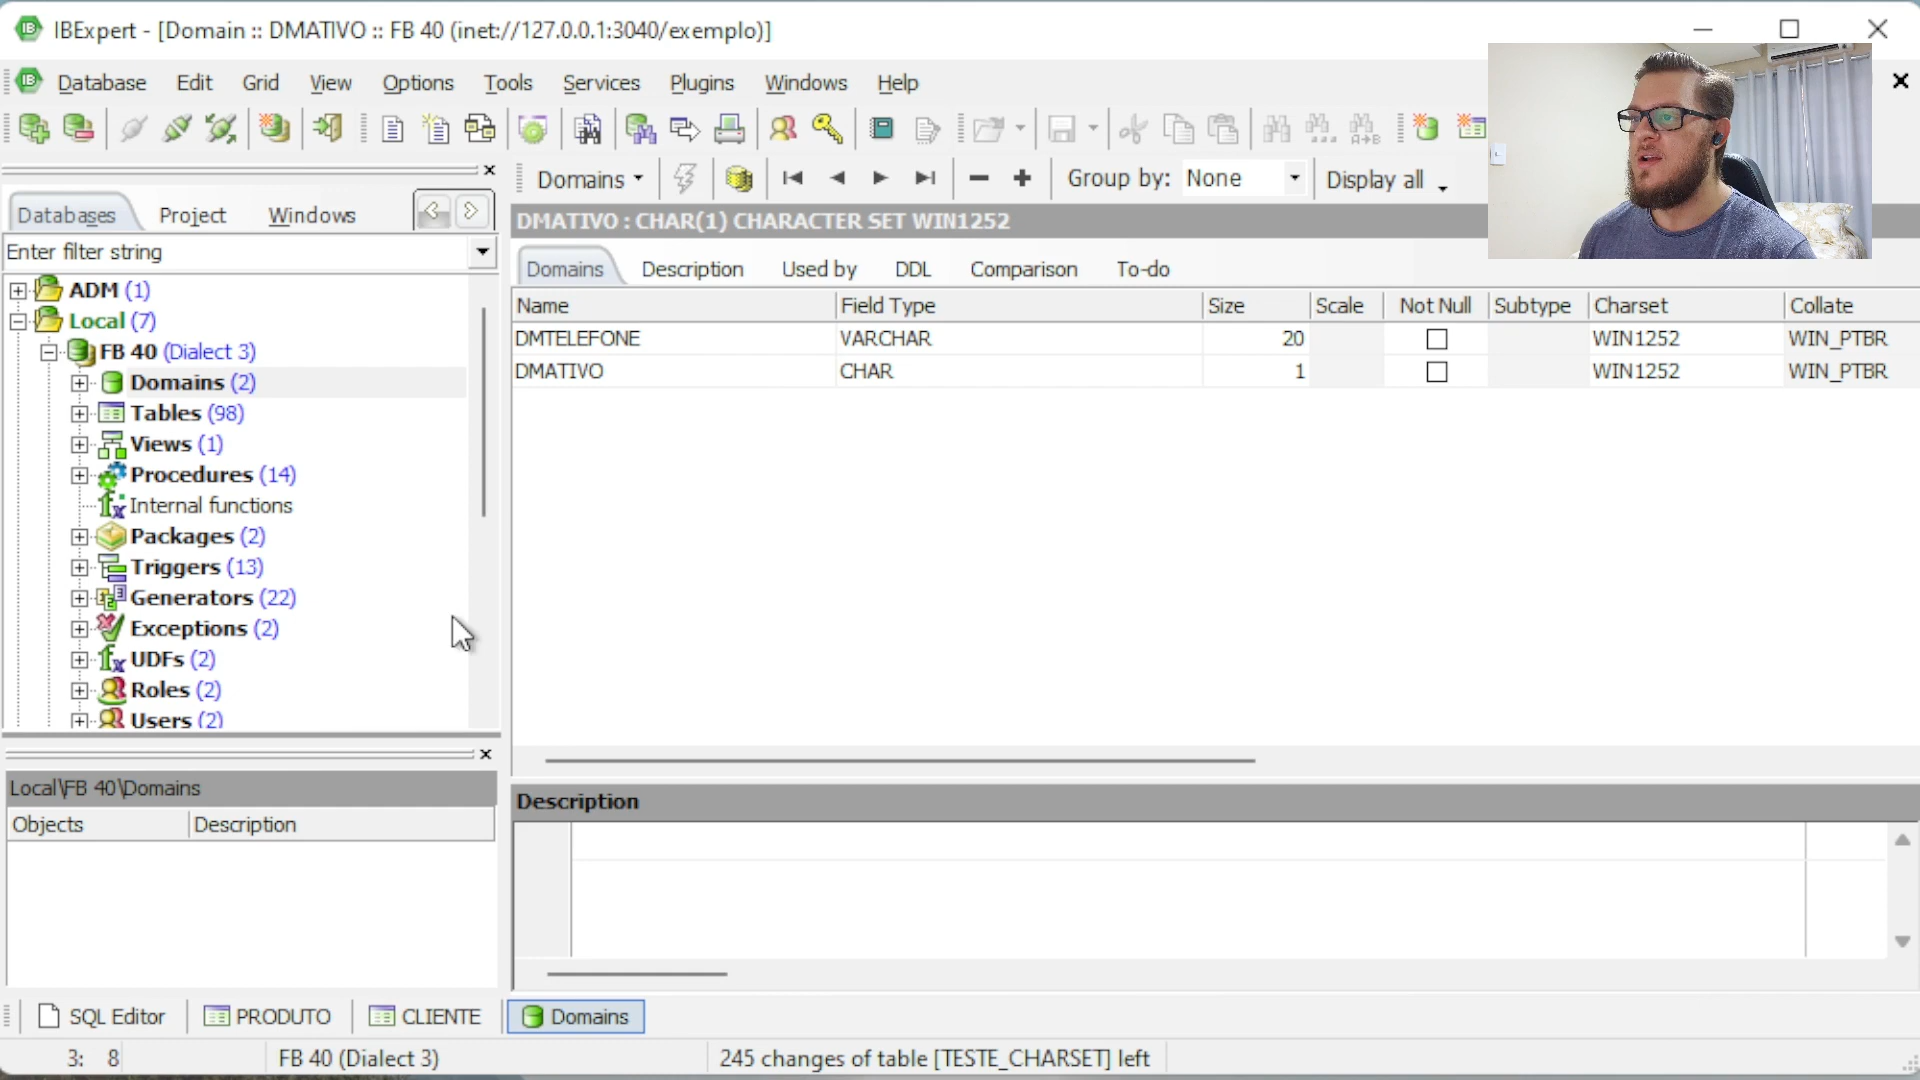 IBExpert - [Domain :: DMATIVO :: FB 40 (inet://127.0.0.1:3040/exemplo)]
Database Edit Grid View Options Tools Services Plugins Windows Help
Domains Group by: None Display all
Databases Project Windows
DMATIVO : CHAR(1) CHARACTER SET WIN1252
Enter filter string
Domains Description Used by DDL Comparison To-do
Name Field Type Size Scale Not Null Subtype Charset Collate
DMTELEFONE VARCHAR 20 WIN1252 WIN_PTBR
DMATIVO CHAR 1 WIN1252 WIN_PTBR
ADM (1)
Local (7)
FB 40 (Dialect 3)
Domains (2)
Tables (98)
Views (1)
Procedures (14)
Internal functions
Packages (2)
Triggers (13)
Generators (22)
Exceptions (2)
UDFs (2)
Roles (2)
Users (2)
Local\FB 40\Domains
Objects Description
Description
SQL Editor PRODUTO CLIENTE Domains
3: 8 FB 40 (Dialect 3) 245 changes of table [TESTE_CHARSET] left